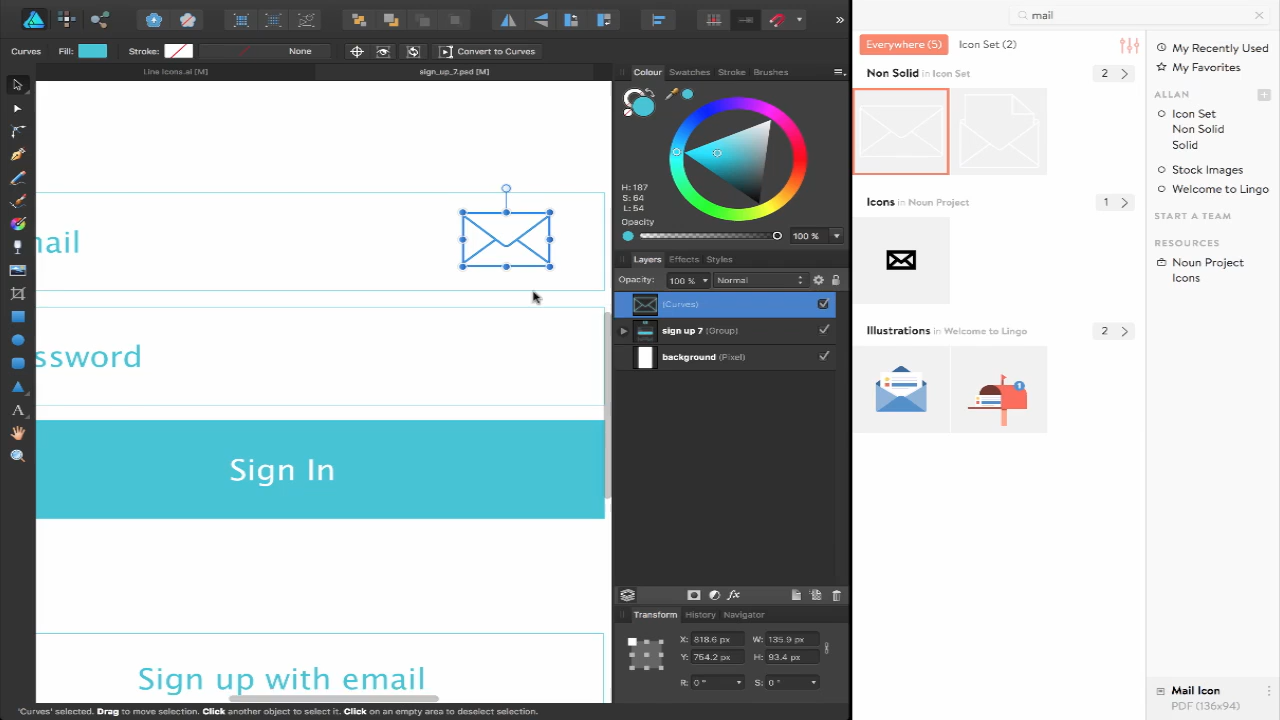 »
Curves
Fill:
Stroke:
None
Convert to Curves
Line Icons.ai [M]
sign_up_7.psd [M]
nail
ssword
Sign In
Sign up with email
Colour
Swatches
Stroke
Brushes
H: 187
S: 64
L: 54
Opacity
100 %
Layers
Effects
Styles
Opacity:
100 %
Normal
(Curves)
sign up 7 (Group)
background (Pixel)
fx
Transform
History
Navigator
X: 818.6 px
W: 135.9 px
Y: 754.2 px
H: 93.4 px
R: 0 °
S: 0 °
'Curves' selected. Drag to move selection. Click another object to select it. Click on an empty area to deselect selection.
mail
Everywhere (5)
Icon Set (2)
Non Solid in Icon Set
2
Icons in Noun Project
1
Illustrations in Welcome to Lingo
2
1
My Recently Used
My Favorites
ALLAN
Icon Set
Non Solid
Solid
Stock Images
Welcome to Lingo
START A TEAM
RESOURCES
Noun Project
Icons
Mail Icon
PDF (136x94)